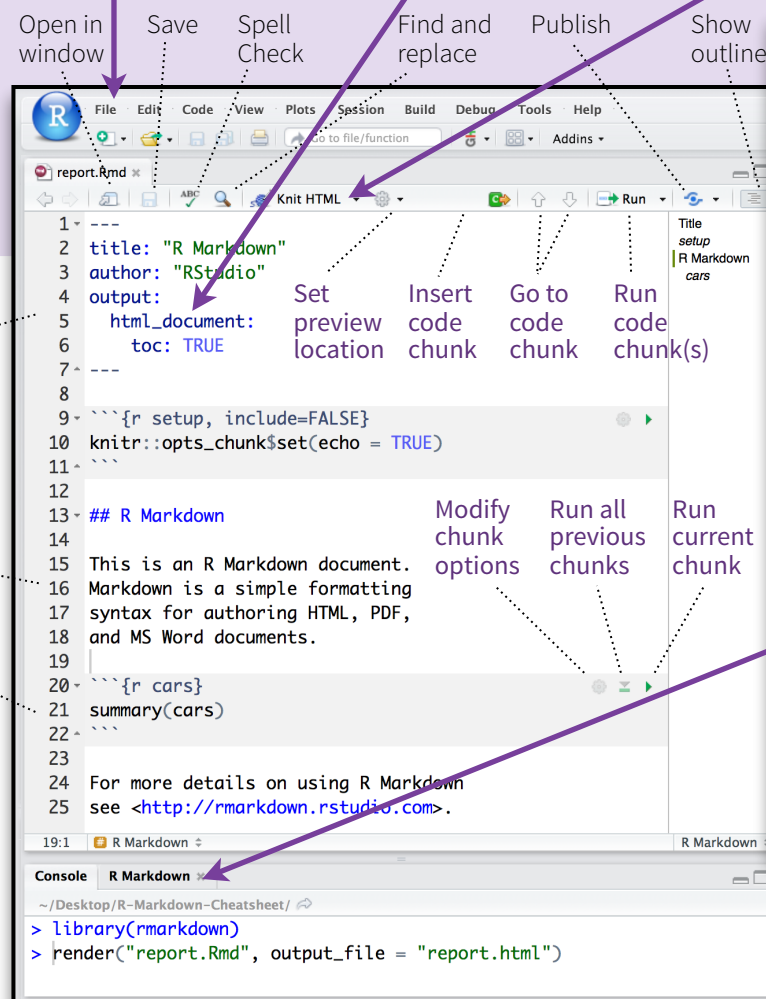 Open in window
Save
Spell Check
Find and replace
Publish
Show outline
R
File Edit Code View Plots Session Build Debug Tools Help
Go to file/function
Addins
report.Rmd
ABC
Knit HTML
Run
1 ---
2 title: "R Markdown"
3 author: "RStudio"
4 output:
5 html_document:
6 toc: TRUE
7 ---
8
9 ```{r setup, include=FALSE}
10 knitr::opts_chunk$set(echo = TRUE)
11 ```
12
13 ## R Markdown
14
15 This is an R Markdown document.
16 Markdown is a simple formatting
17 syntax for authoring HTML, PDF,
18 and MS Word documents.
19
20 ```{r cars}
21 summary(cars)
22 ```
23
24 For more details on using R Markdown
25 see <http://rmarkdown.rstudio.com>.
Set preview location
Insert code chunk
Go to code chunk
Run code chunk(s)
Modify chunk options
Run all previous chunks
Run current chunk
Title
setup
R Markdown
cars
19:1 R Markdown
R Markdown
Console R Markdown
~/Desktop/R-Markdown-Cheatsheet/
> library(rmarkdown)
> render("report.Rmd", output_file = "report.html")